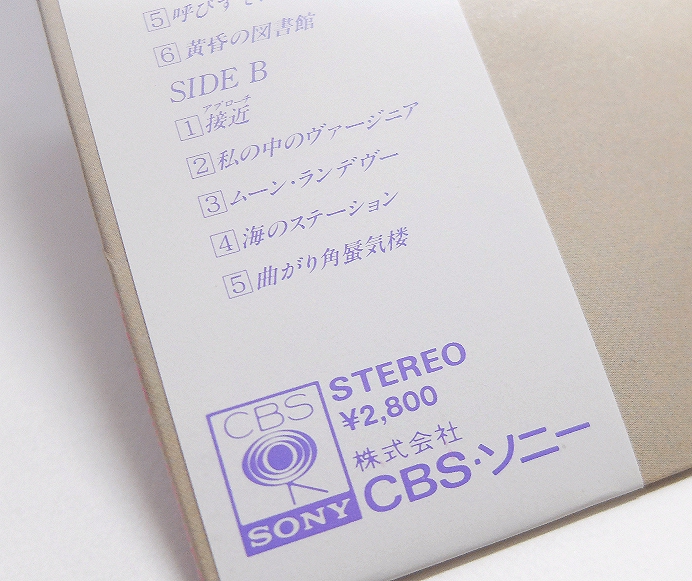 5 呼びす
6 黄昏の図書館
SIDE B
アプローチ
1 接近
2 私の中のヴァージニア
3 ムーン・ランデヴー
4 海のステーション
5 曲がり角蜃気楼
STEREO
¥2,800
株式会社
CBS・ソニー
CBS
SONY